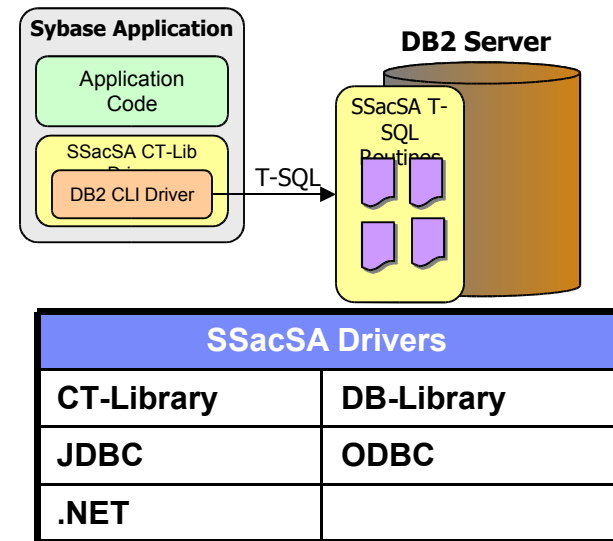 Sybase Application
Application
Code
SSacSA CT-Lib
DB2 CLI Driver
T-SQL
DB2 Server
SSacSA T-
SQL
Routines
SSacSA Drivers
CT-Library DB-Library
JDBC ODBC
.NET